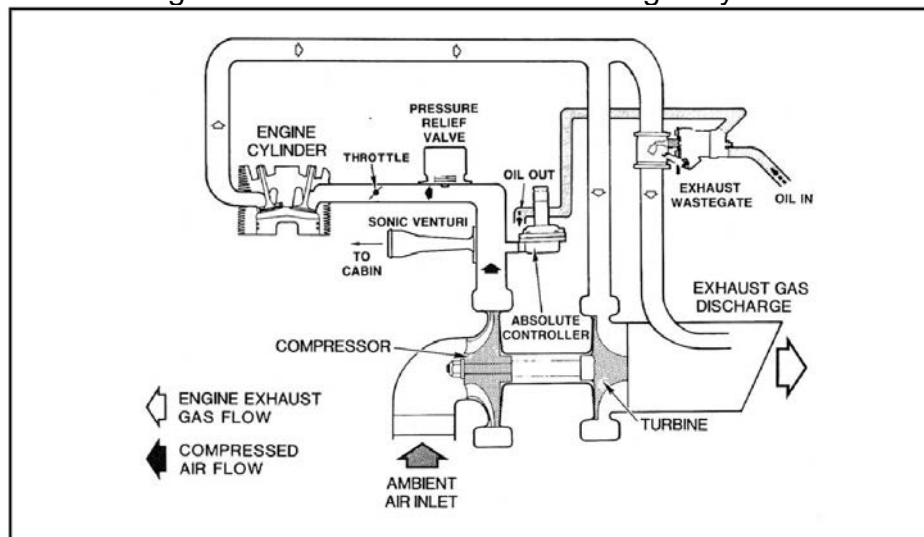 PRESSURE
RELIEF
VALVE
ENGINE
CYLINDER
THROTTLE
OIL OUT
EXHAUST
WASTEGATE
OIL IN
SONIC VENTURI
TO
CABIN
EXHAUST GAS
DISCHARGE
ABSOLUTE
CONTROLLER
COMPRESSOR
TURBINE
ENGINE EXHAUST
GAS FLOW
COMPRESSED
AIR FLOW
AMBIENT
AIR INLET